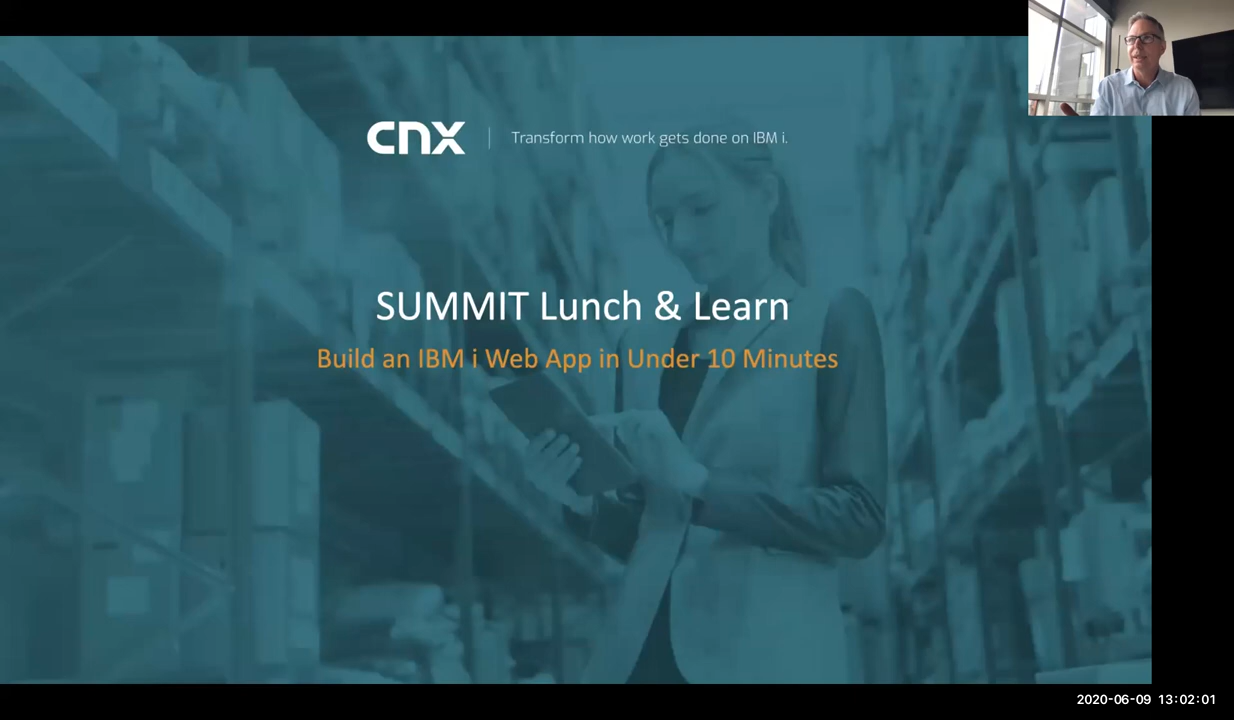 CNX | Transform how work gets done on IBM i.
SUMMIT Lunch & Learn
Build an IBM i Web App in Under 10 Minutes
2020-06-09 13:02:01